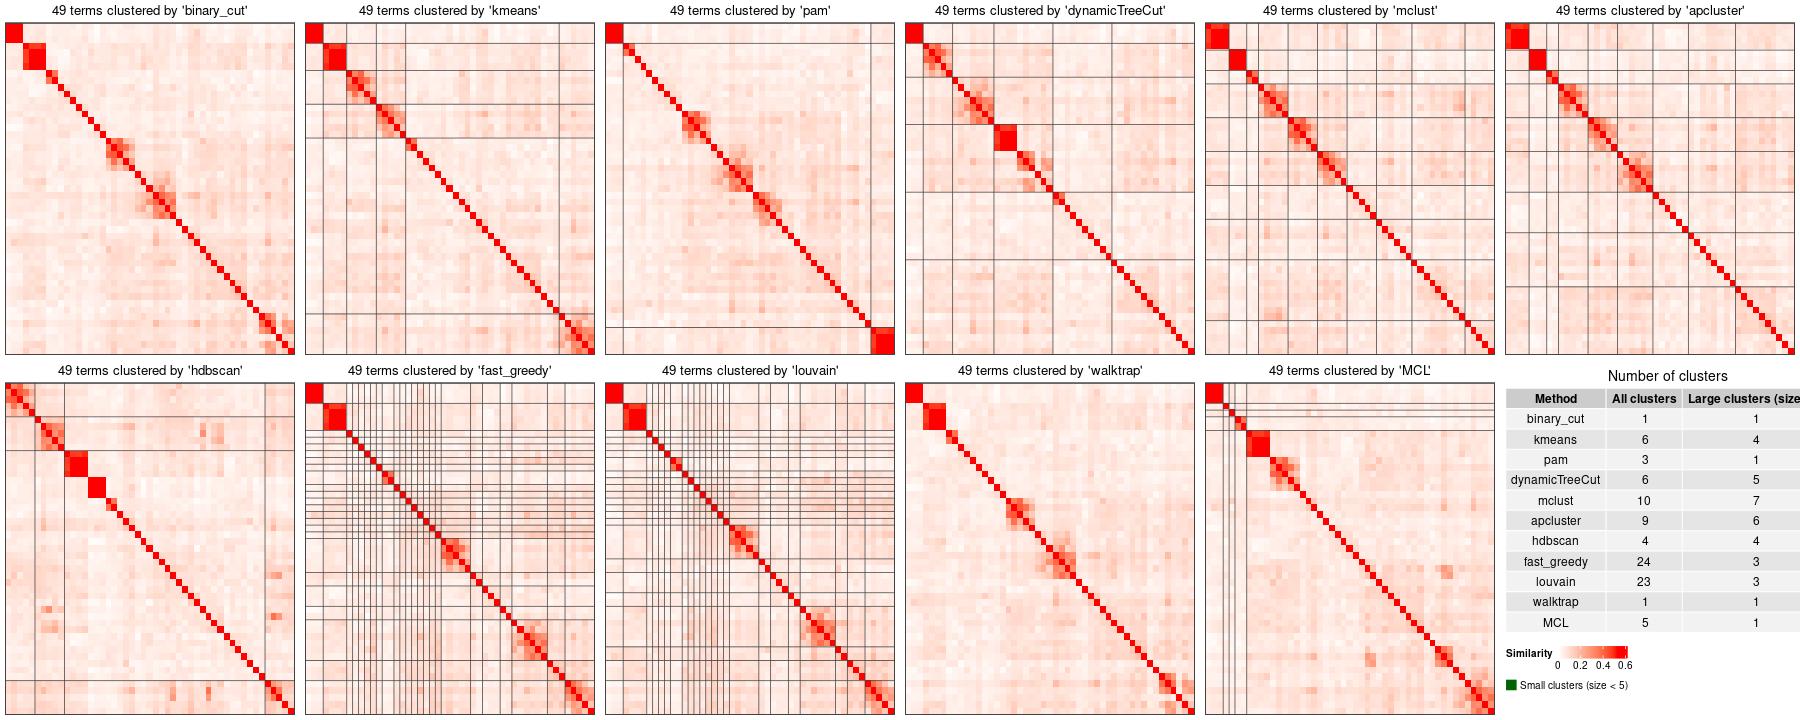 49 terms clustered by 'binary_cut'
49 terms clustered by 'kmeans'
49 terms clustered by 'pam'
49 terms clustered by 'dynamicTreeCut'
49 terms clustered by 'mclust'
49 terms clustered by 'apcluster'
49 terms clustered by 'hdbscan'
49 terms clustered by 'fast_greedy'
49 terms clustered by 'louvain'
49 terms clustered by 'walktrap'
49 terms clustered by 'MCL'
Number of clusters
Method All clusters Large clusters (size
binary_cut 1 1
kmeans 6 4
pam 3 1
dynamicTreeCut 6 5
mclust 10 7
apcluster 9 6
hdbscan 4 4
fast_greedy 24 3
louvain 23 3
walktrap 1 1
MCL 5 1
Similarity
0 0.2 0.4 0.6
Small clusters (size < 5)